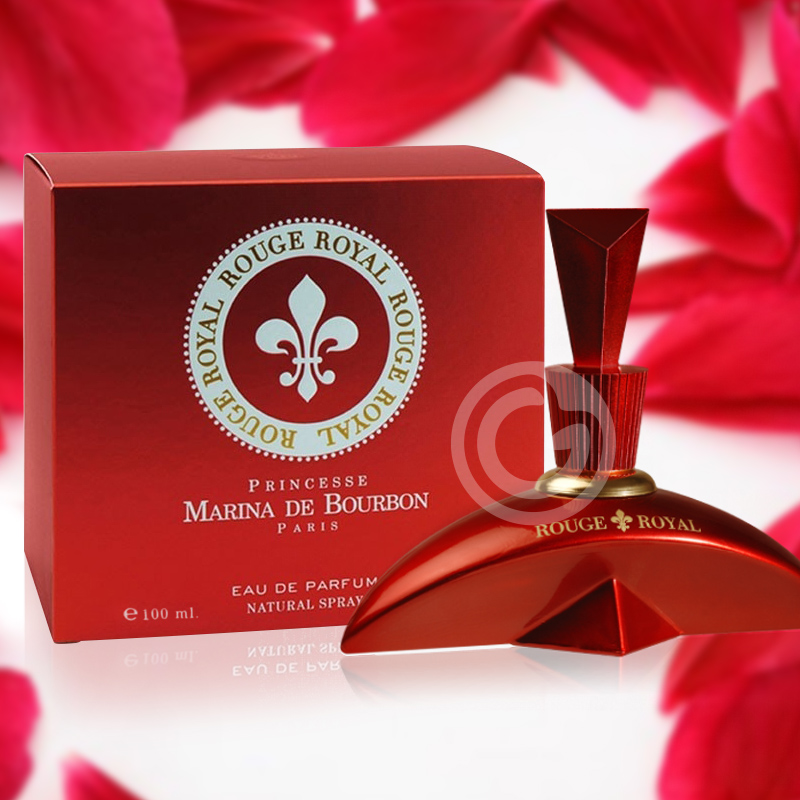 ROUGE ROYAL ROUGE ROYAL ROUGE ROYAL
PRINCESSE
MARINA DE BOURBON
PARIS
EAU DE PARFUM
NATURAL SPRAY
℮100 ml.
ROUGE ROYAL